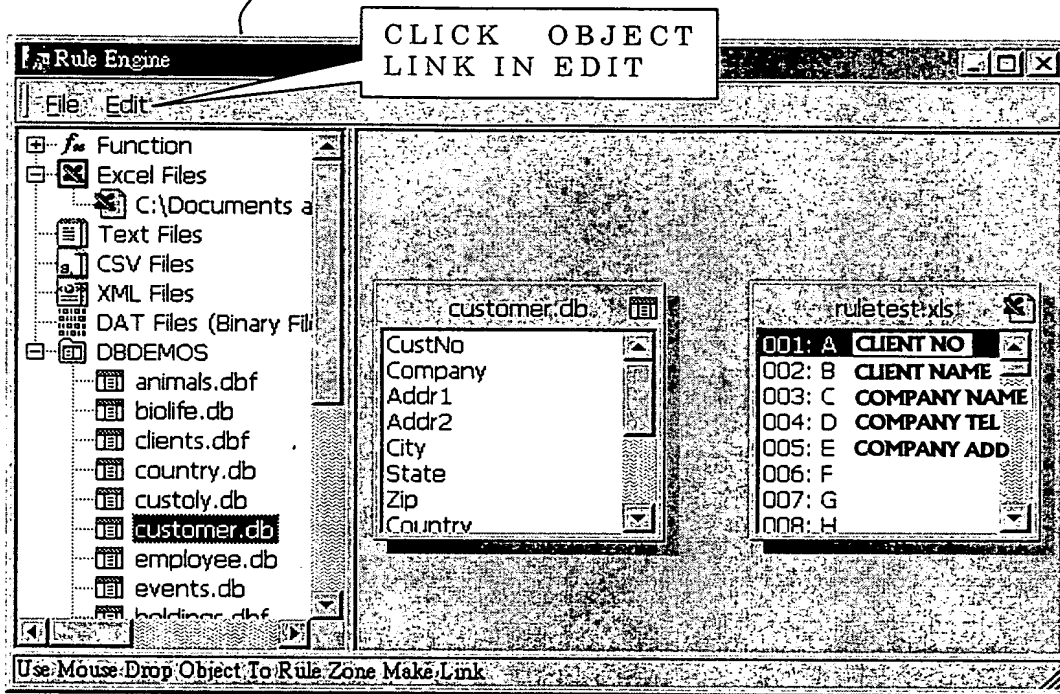 CLICK OBJECT
LINK IN EDIT
Rule Engine
File Edit
Function
Excel Files
C:\Documents a
Text Files
CSV Files
XML Files
DAT Files (Binary Fil
DBDEMOS
animals.dbf
biolife.db
clients.dbf
country.db
custoly.db
customer.db
employee.db
events.db
holdings.dbf
customer.db
CustNo
Company
Addr1
Addr2
City
State
Zip
Country
ruletest.xls
001: A CLIENT NO
002: B CLIENT NAME
003: C COMPANY NAME
004: D COMPANY TEL
005: E COMPANY ADD
006: F
007: G
008: H
Use Mouse Drop Object To Rule Zone Make Link